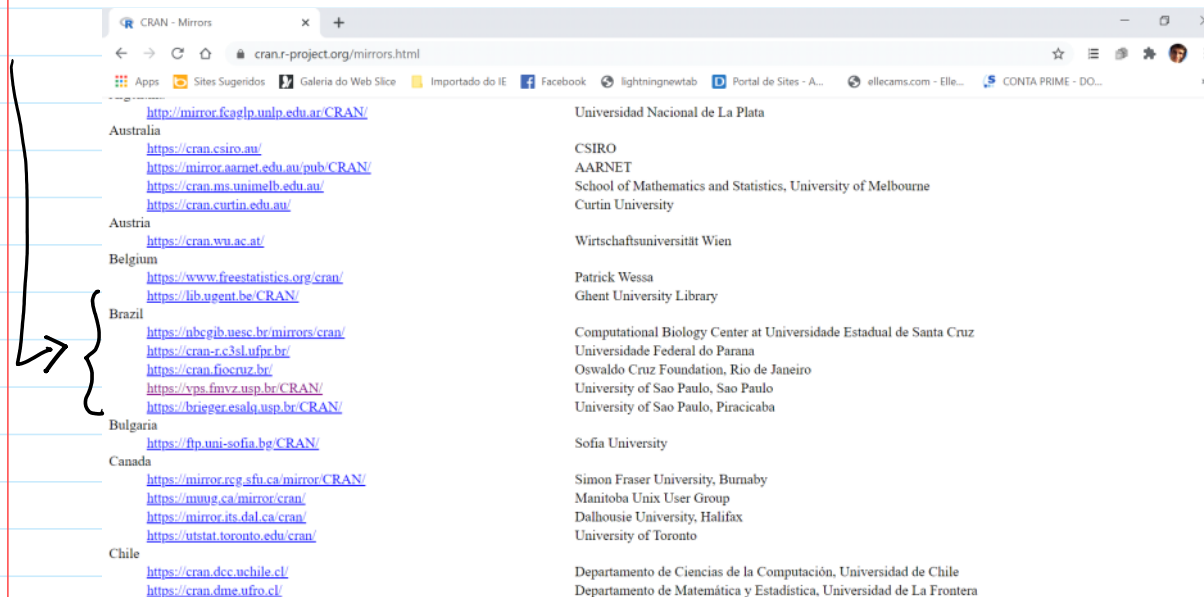 CRAN - Mirrors
cran.r-project.org/mirrors.html
Apps Sites Sugeridos Galeria do Web Slice Importado do IE Facebook lightningnewtab Portal de Sites - A... ellecams.com - Elle... CONTA PRIME - DO...
http://mirror.fcaglp.unlp.edu.ar/CRAN/ Universidad Nacional de La Plata
Australia
https://cran.csiro.au/ CSIRO
https://mirror.aarnet.edu.au/pub/CRAN/ AARNET
https://cran.ms.unimelb.edu.au/ School of Mathematics and Statistics, University of Melbourne
https://cran.curtin.edu.au/ Curtin University
Austria
https://cran.wu.ac.at/ Wirtschaftsuniversität Wien
Belgium
https://www.freestatistics.org/cran/ Patrick Wessa
https://lib.ugent.be/CRAN/ Ghent University Library
Brazil
https://nbcgib.uesc.br/mirrors/cran/ Computational Biology Center at Universidade Estadual de Santa Cruz
https://cran-r.c3sl.ufpr.br/ Universidade Federal do Parana
https://cran.fiocruz.br/ Oswaldo Cruz Foundation, Rio de Janeiro
https://vps.fmvz.usp.br/CRAN/ University of Sao Paulo, Sao Paulo
https://brieger.esalq.usp.br/CRAN/ University of Sao Paulo, Piracicaba
Bulgaria
https://ftp.uni-sofia.bg/CRAN/ Sofia University
Canada
https://mirror.rcg.sfu.ca/mirror/CRAN/ Simon Fraser University, Burnaby
https://muug.ca/mirror/cran/ Manitoba Unix User Group
https://mirror.its.dal.ca/cran/ Dalhousie University, Halifax
https://utstat.toronto.edu/cran/ University of Toronto
Chile
https://cran.dcc.uchile.cl/ Departamento de Ciencias de la Computación, Universidad de Chile
https://cran.dme.ufro.cl/ Departamento de Matemática y Estadística, Universidad de La Frontera